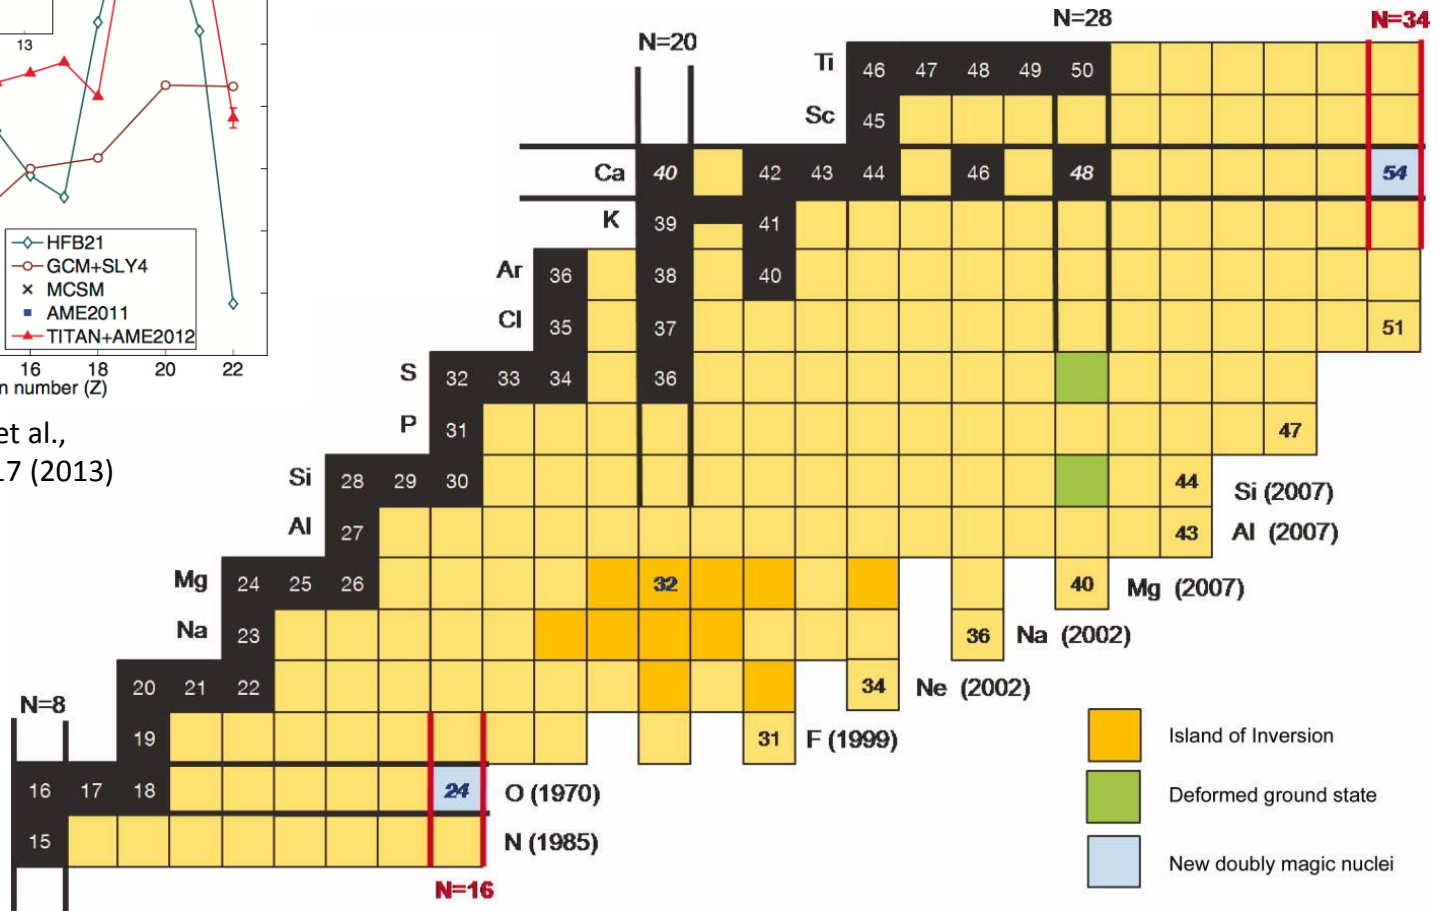 13
HFB21
GCM+SLY4
MCSM
AME2011
TITAN+AME2012
16 18 20 22
number (Z)
et al.,
17 (2013)
N=20 N=28 N=34
Ti 46 47 48 49 50
Sc 45
Ca 40 42 43 44 46 48 54
K 39 41
Ar 36 38 40
Cl 35 37 51
S 32 33 34 36
P 31 47
Si 28 29 30 44 Si (2007)
Al 27 43 Al (2007)
Mg 24 25 26 32 40 Mg (2007)
Na 23 36 Na (2002)
20 21 22 34 Ne (2002)
N=8
19 31 F (1999)
16 17 18 24 O (1970)
15 N (1985)
N=16
Island of Inversion
Deformed ground state
New doubly magic nuclei